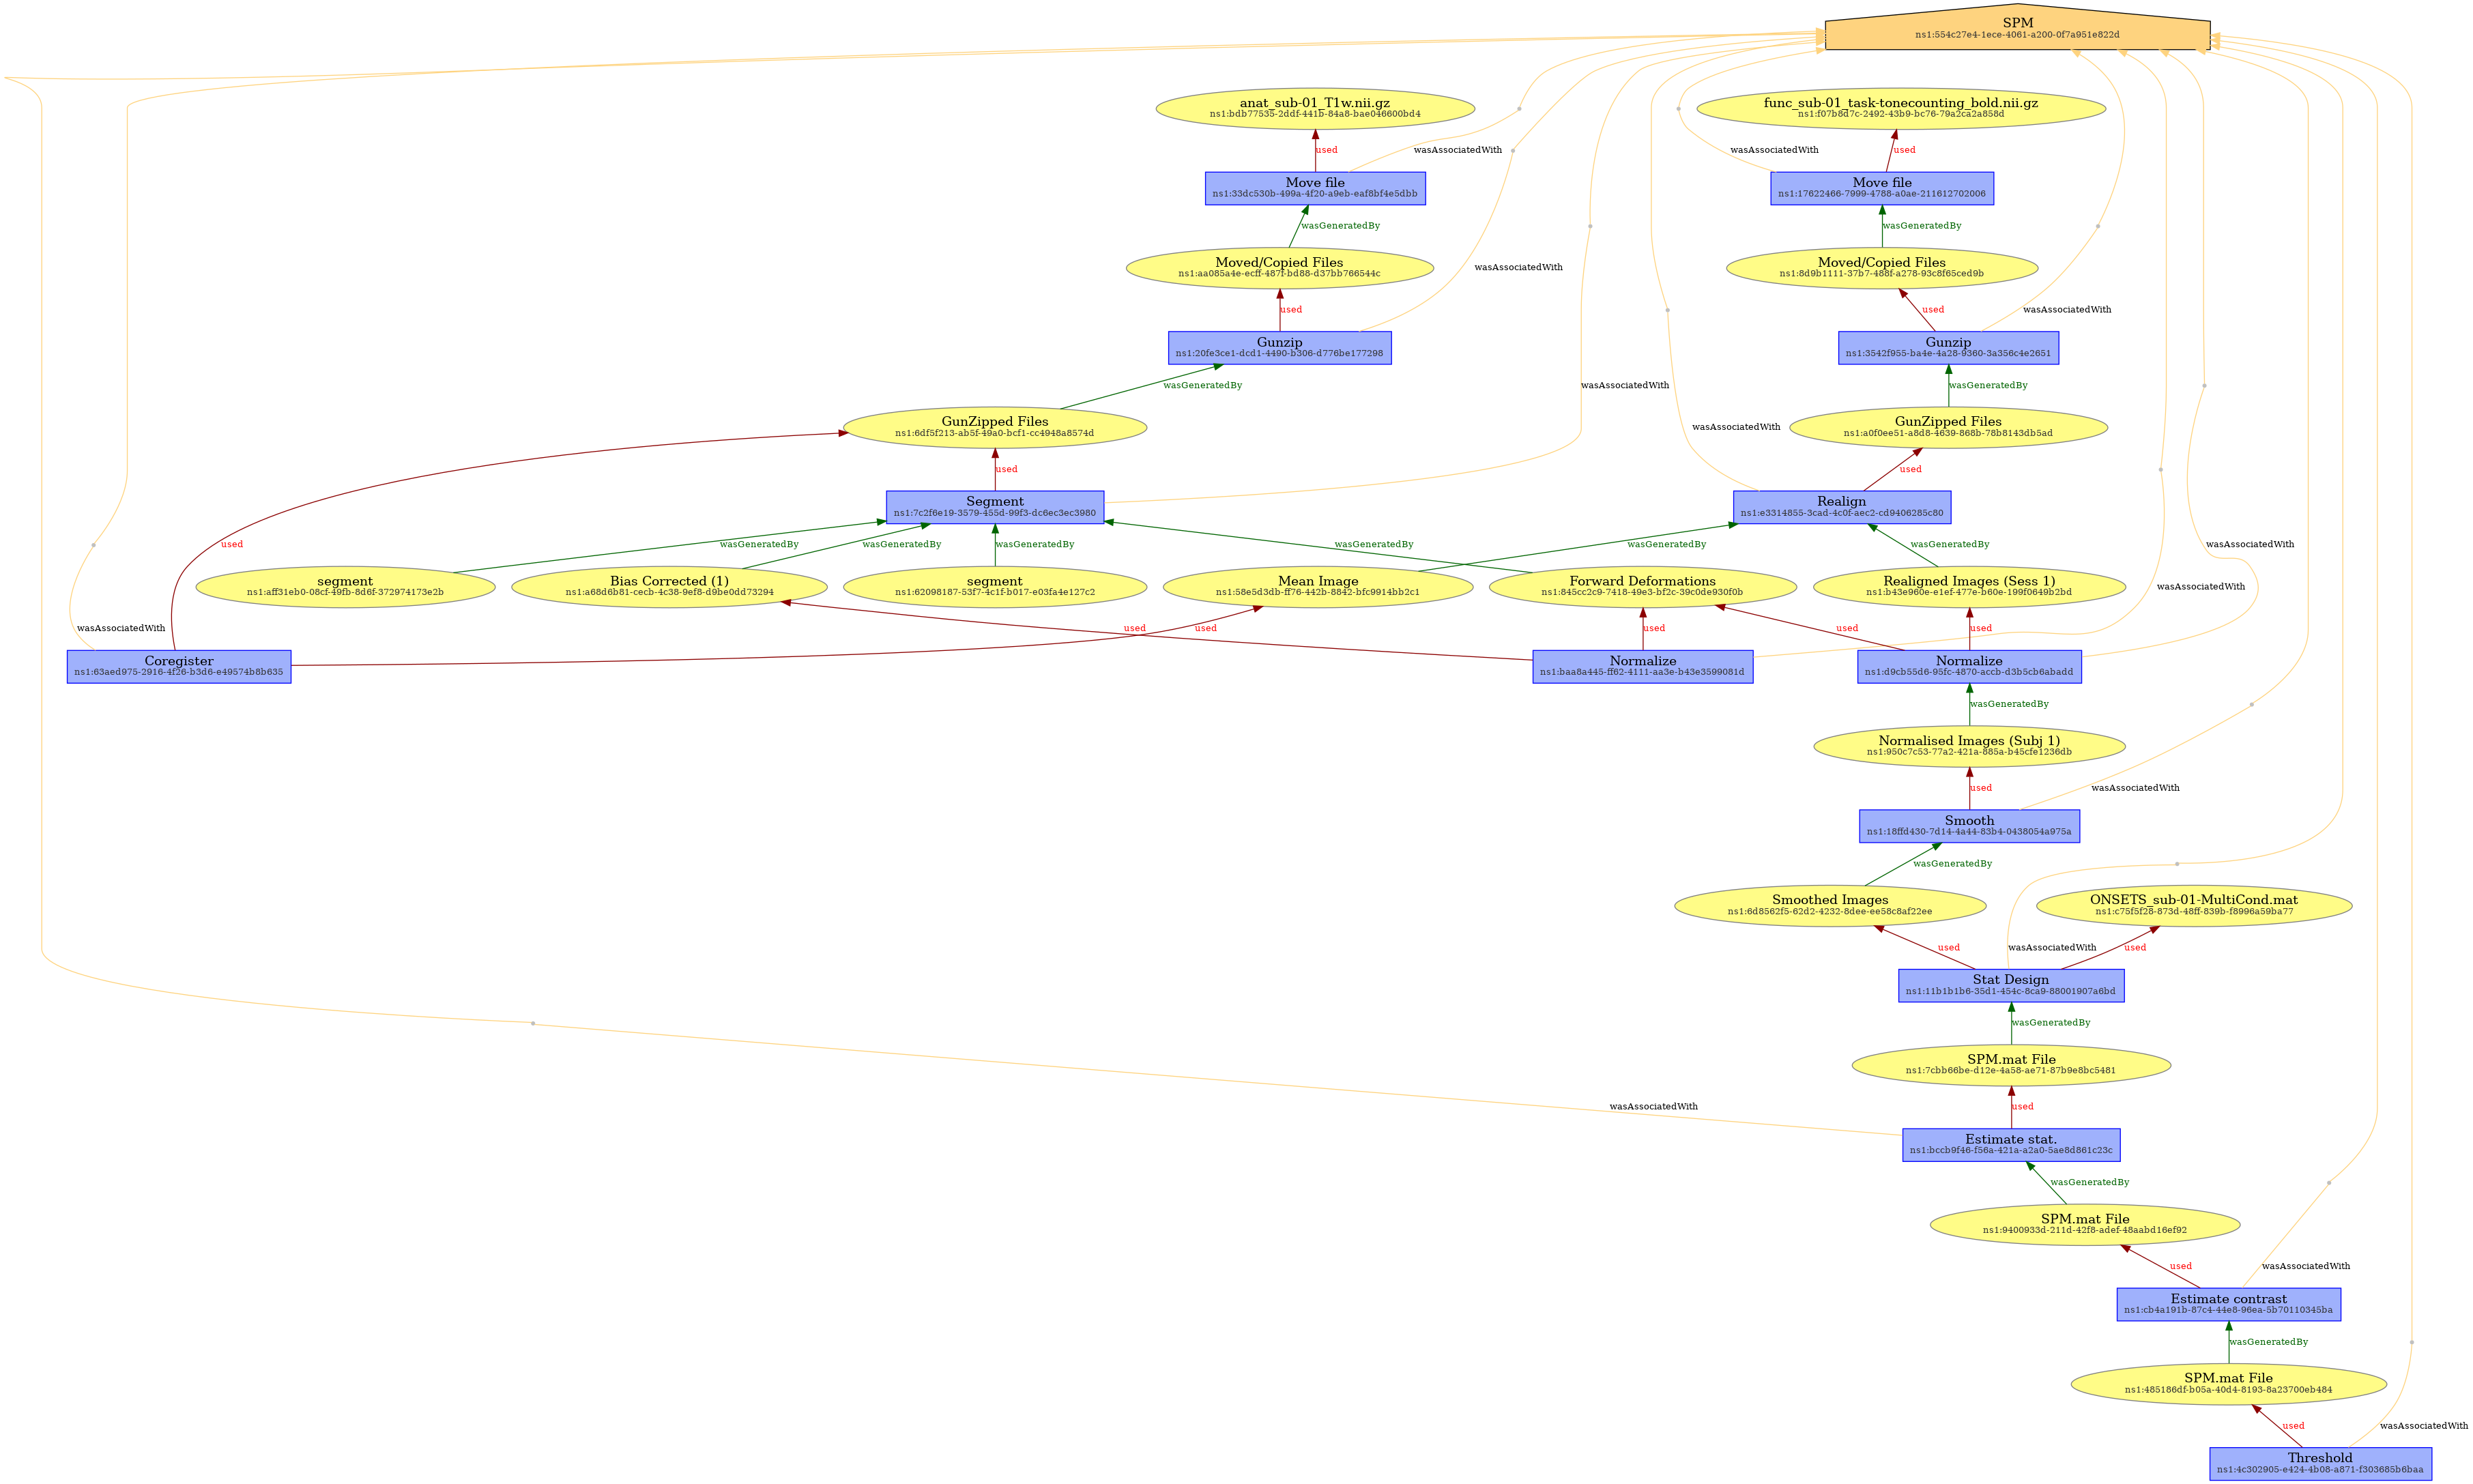 SPM
ns1:554c27e4-1ece-4061-a200-0f7a951e822d
anat_sub-01_T1w.nii.gz
ns1:bdb77535-2ddf-441b-84a8-bae046600bd4
func_sub-01_task-tonecounting_bold.nii.gz
ns1:f07b8d7c-2492-43b9-bc76-79a2ca2a858d
used
wasAssociatedWith
wasAssociatedWith
used
Move file
ns1:33dc530b-499a-4f20-a9eb-eaf8bf4e5dbb
Move file
ns1:17622466-7999-4788-a0ae-211612702006
wasGeneratedBy
wasGeneratedBy
Moved/Copied Files
ns1:aa085a4e-ecff-487f-bd88-d37bb766544c
wasAssociatedWith
Moved/Copied Files
ns1:8d9b1111-37b7-488f-a278-93c8f65ced9b
used
used
wasAssociatedWith
Gunzip
ns1:20fe3ce1-dcd1-4490-b306-d776be177298
Gunzip
ns1:3542f955-ba4e-4a28-9360-3a356c4e2651
wasGeneratedBy
wasAssociatedWith
wasGeneratedBy
GunZipped Files
ns1:6df5f213-ab5f-49a0-bcf1-cc4948a8574d
wasAssociatedWith
GunZipped Files
ns1:a0f0ee51-a8d8-4639-868b-78b8143db5ad
used
used
Segment
ns1:7c2f6e19-3579-455d-99f3-dc6ec3ec3980
Realign
ns1:e3314855-3cad-4c0f-aec2-cd9406285c80
used
wasGeneratedBy
wasGeneratedBy
wasGeneratedBy
wasGeneratedBy
wasGeneratedBy
wasGeneratedBy
wasAssociatedWith
segment
ns1:aff31eb0-08cf-49fb-8d6f-372974173e2b
Bias Corrected (1)
ns1:a68d6b81-cecb-4c38-9ef8-d9be0dd73294
segment
ns1:62098187-53f7-4c1f-b017-e03fa4e127c2
Mean Image
ns1:58e5d3db-ff76-442b-8842-bfc9914bb2c1
Forward Deformations
ns1:845cc2c9-7418-49e3-bf2c-39c0de930f0b
Realigned Images (Sess 1)
ns1:b43e960e-e1ef-477e-b60e-199f0649b2bd
wasAssociatedWith
wasAssociatedWith
used
used
used
used
used
Coregister
ns1:63aed975-2916-4f26-b3d6-e49574b8b635
Normalize
ns1:baa8a445-ff62-4111-aa3e-b43e3599081d
Normalize
ns1:d9cb55d6-95fc-4870-accb-d3b5cb6abadd
wasGeneratedBy
Normalised Images (Subj 1)
ns1:950c7c53-77a2-421a-885a-b45cfe1236db
used
wasAssociatedWith
Smooth
ns1:18ffd430-7d14-4a44-83b4-0438054a975a
wasGeneratedBy
Smoothed Images
ns1:6d8562f5-62d2-4232-8dee-ee58c8af22ee
ONSETS_sub-01-MultiCond.mat
ns1:c75f5f28-873d-48ff-839b-f8996a59ba77
used
wasAssociatedWith
used
Stat Design
ns1:11b1b1b6-35d1-454c-8ca9-88001907a6bd
wasGeneratedBy
SPM.mat File
ns1:7cbb66be-d12e-4a58-ae71-87b9e8bc5481
wasAssociatedWith
used
Estimate stat.
ns1:bccb9f46-f56a-421a-a2a0-5ae8d861c23c
wasGeneratedBy
SPM.mat File
ns1:9400933d-211d-42f8-adef-48aabd16ef92
used
wasAssociatedWith
Estimate contrast
ns1:cb4a191b-87c4-44e8-96ea-5b70110345ba
wasGeneratedBy
SPM.mat File
ns1:485186df-b05a-40d4-8193-8a23700eb484
used
wasAssociatedWith
Threshold
ns1:4c302905-e424-4b08-a871-f303685b6baa